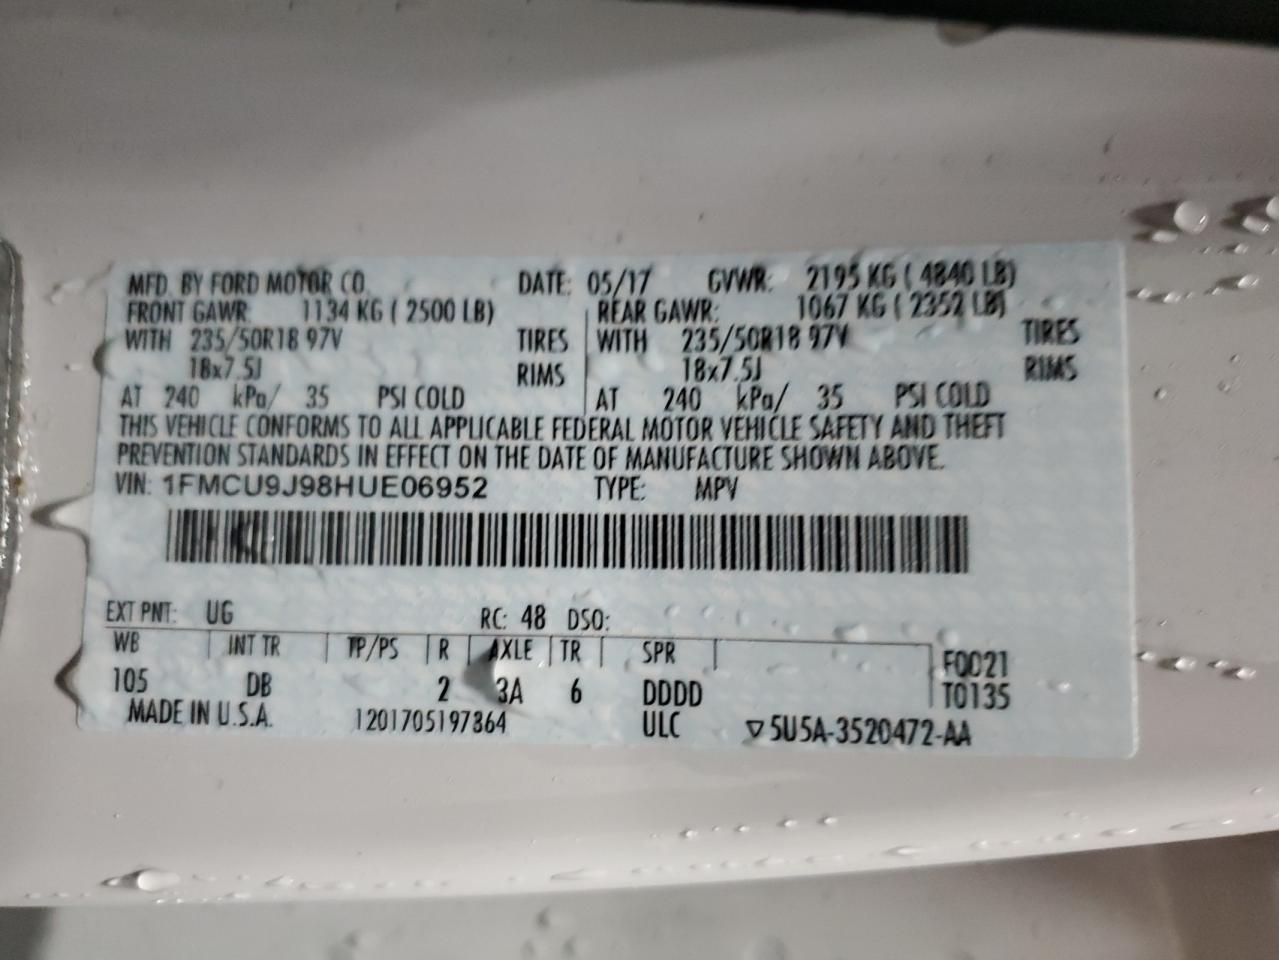 MFD. BY FORD MOTOR CO. DATE: 05/17 GVWR: 2195 KG ( 4840 LB)
FRONT GAWR: 1134 KG ( 2500 LB) REAR GAWR: 1067 KG ( 2352 LB)
WITH 235/50R18 97V TIRES WITH 235/50R18 97V TIRES
18x7.5J RIMS 18x7.5J RIMS
AT 240 kPa/ 35 PSI COLD AT 240 kPa/ 35 PSI COLD
THIS VEHICLE CONFORMS TO ALL APPLICABLE FEDERAL MOTOR VEHICLE SAFETY AND THEFT
PREVENTION STANDARDS IN EFFECT ON THE DATE OF MANUFACTURE SHOWN ABOVE.
VIN: 1FMCU9J98HUE06952 TYPE: MPV
EXT PNT: UG RC: 48 DSO:
WB INT TR TP/PS R AXLE TR SPR F0021
105 DB 2 3A 6 DDDD T0135
MADE IN U.S.A. 1201705197364 ULC ▽5U5A-3520472-AA